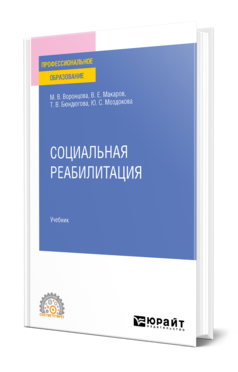 ПРОФЕССИОНАЛЬНОЕ
ОБРАЗОВАНИЕ
М. В. Воронцова, В. Е. Макаров,
Т. В. Бюндюгова, Ю. С. Моздокова
СОЦИАЛЬНАЯ
РЕАБИЛИТАЦИЯ
Учебник
ЮРАЙТ